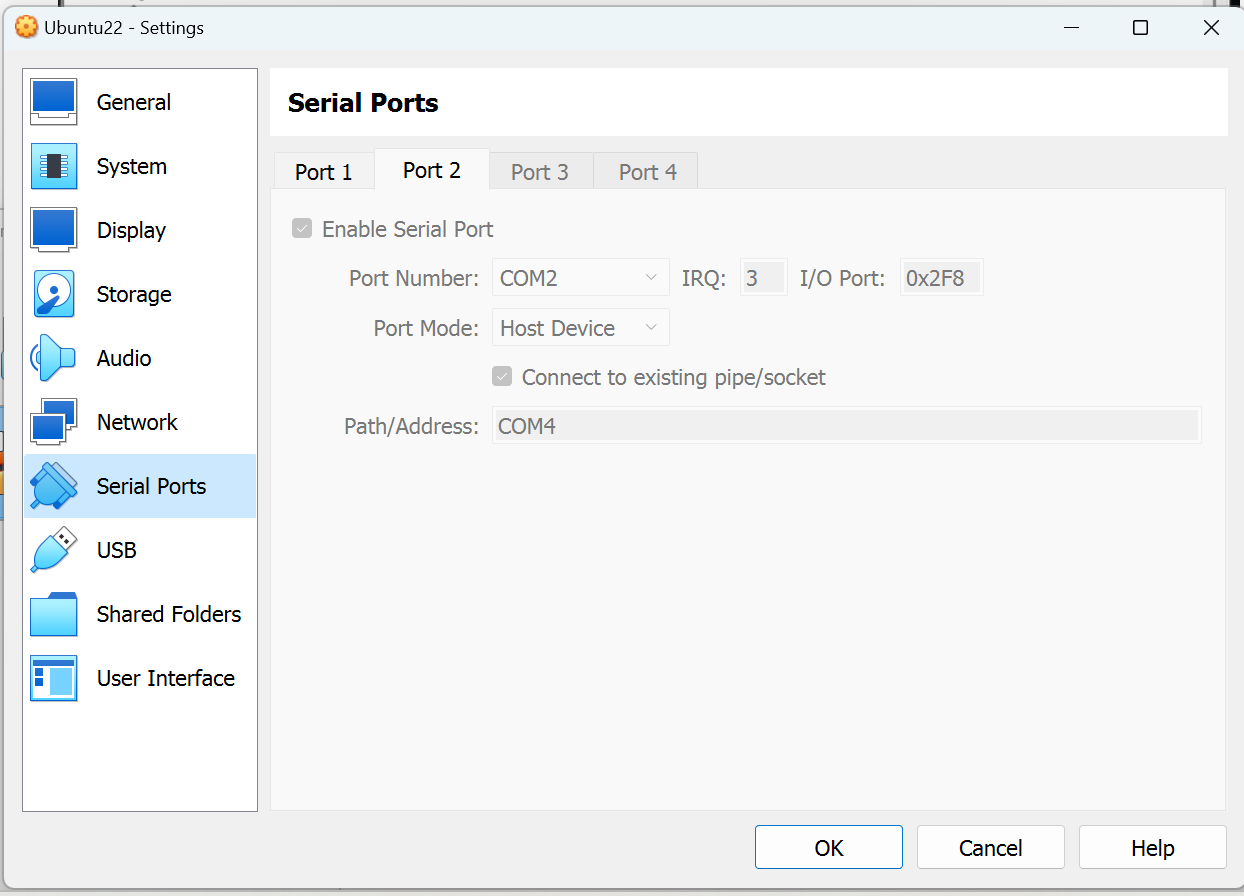 Ubuntu22 - Settings
General
System
Display
Storage
Audio
Network
Serial Ports
USB
Shared Folders
User Interface
Serial Ports
Port 1 Port 2 Port 3 Port 4
Enable Serial Port
Port Number: COM2 IRQ: 3 I/O Port: 0x2F8
Port Mode: Host Device
Connect to existing pipe/socket
Path/Address: COM4
OK Cancel Help